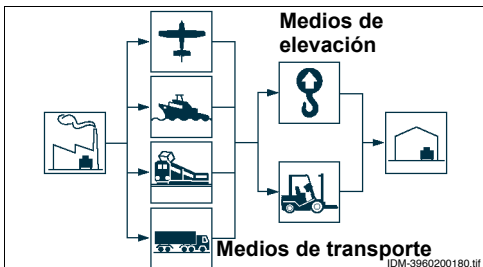 Medios de
elevación
Medios de transporte
IDM-3960200180.tif